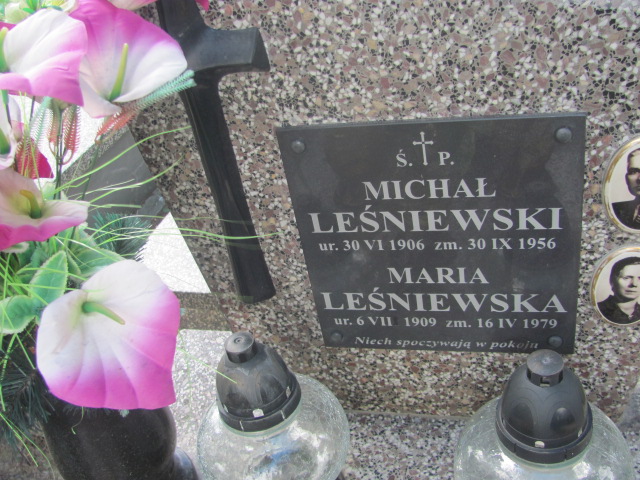 Ś. P.
MICHAŁ
LEŚNIEWSKI
ur. 30 VI 1906 zm. 30 IX 1956
MARIA
LEŚNIEWSKA
ur. 6 VII 1909 zm. 16 IV 1979
Niech spoczywają w pokoju